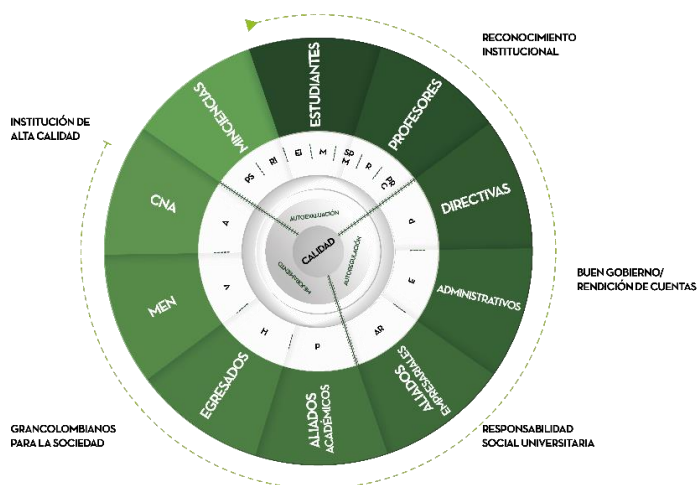 RECONOCIMIENTO
INSTITUCIONAL
INSTITUCIÓN DE
ALTA CALIDAD
BUEN GOBIERNO/
RENDICIÓN DE CUENTAS
RESPONSABILIDAD
SOCIAL UNIVERSITARIA
GRANCOLOMBIANOS
PARA LA SOCIEDAD
ESTUDIANTES
PROFESORES
DIRECTIVAS
ADMINISTRATIVOS
ALIADOS
EMPRESARIALES
ALIADOS
ACADÉMICOS
EGRESADOS
MEN
CNA
MINCIENCIAS
PS
RI
EI
M
R
P
E
AR
P
H
A
A
AUTOEVALUACIÓN
AUTOREGULACIÓN
MEJORAMIENTO
CALIDAD